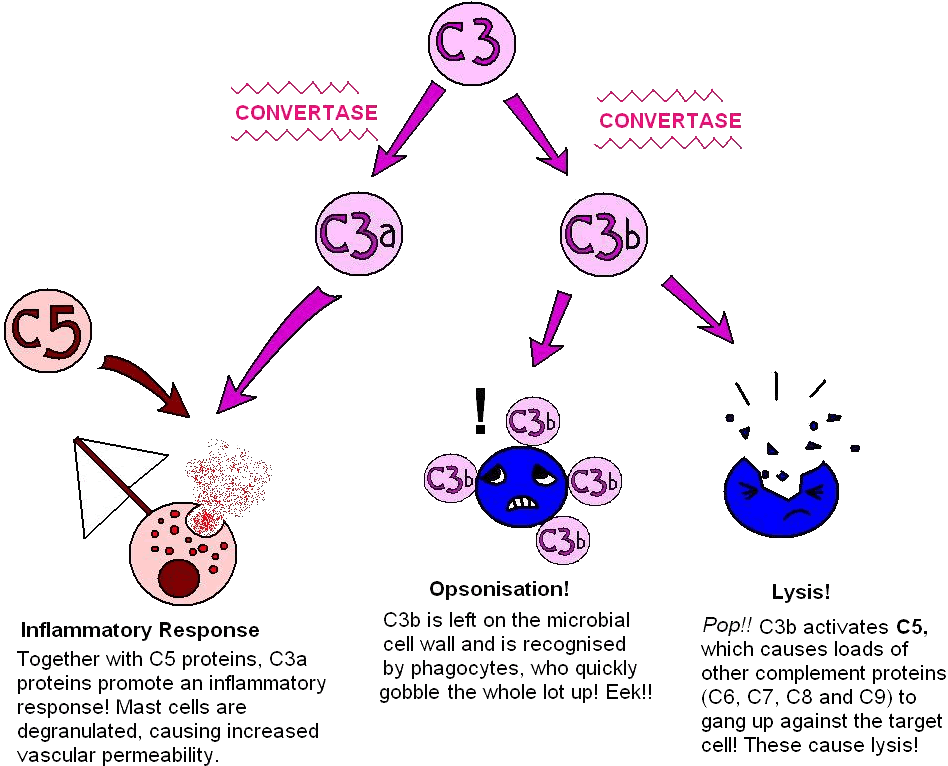 C3
CONVERTASE
CONVERTASE
C3a
C3b
C5
!
C3b
C3b
C3b
C3b
Inflammatory Response
Together with C5 proteins, C3a
proteins promote an inflammatory
response! Mast cells are
degranulated, causing increased
vascular permeability.
Opsonisation!
C3b is left on the microbial
cell wall and is recognised
by phagocytes, who quickly
gobble the whole lot up! Eek!!
Lysis!
Pop!! C3b activates C5,
which causes loads of
other complement proteins
(C6, C7, C8 and C9) to
gang up against the target
cell! These cause lysis!